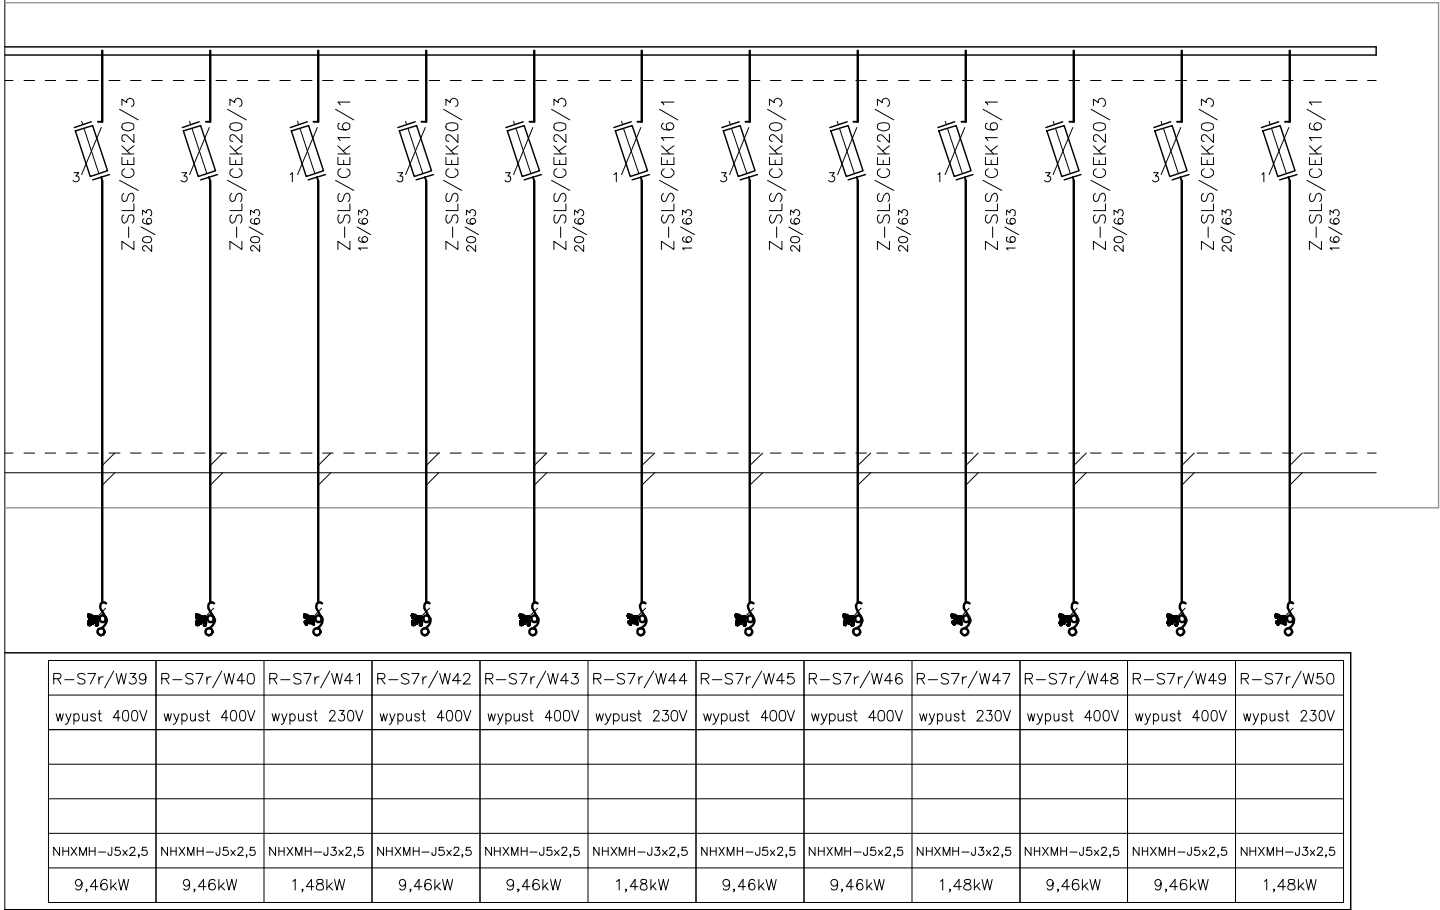 3 Z-SLS/CEK20/3
20/63
3 Z-SLS/CEK20/3
20/63
1 Z-SLS/CEK16/1
16/63
3 Z-SLS/CEK20/3
20/63
3 Z-SLS/CEK20/3
20/63
1 Z-SLS/CEK16/1
16/63
3 Z-SLS/CEK20/3
20/63
3 Z-SLS/CEK20/3
20/63
1 Z-SLS/CEK16/1
16/63
3 Z-SLS/CEK20/3
20/63
3 Z-SLS/CEK20/3
20/63
1 Z-SLS/CEK16/1
16/63
R-S7r/W39 R-S7r/W40 R-S7r/W41 R-S7r/W42 R-S7r/W43 R-S7r/W44 R-S7r/W45 R-S7r/W46 R-S7r/W47 R-S7r/W48 R-S7r/W49 R-S7r/W50
wypust 400V wypust 400V wypust 230V wypust 400V wypust 400V wypust 230V wypust 400V wypust 400V wypust 230V wypust 400V wypust 400V wypust 230V
NHXMH-J5x2,5 NHXMH-J5x2,5 NHXMH-J3x2,5 NHXMH-J5x2,5 NHXMH-J5x2,5 NHXMH-J3x2,5 NHXMH-J5x2,5 NHXMH-J5x2,5 NHXMH-J3x2,5 NHXMH-J5x2,5 NHXMH-J5x2,5 NHXMH-J3x2,5
9,46kW 9,46kW 1,48kW 9,46kW 9,46kW 1,48kW 9,46kW 9,46kW 1,48kW 9,46kW 9,46kW 1,48kW